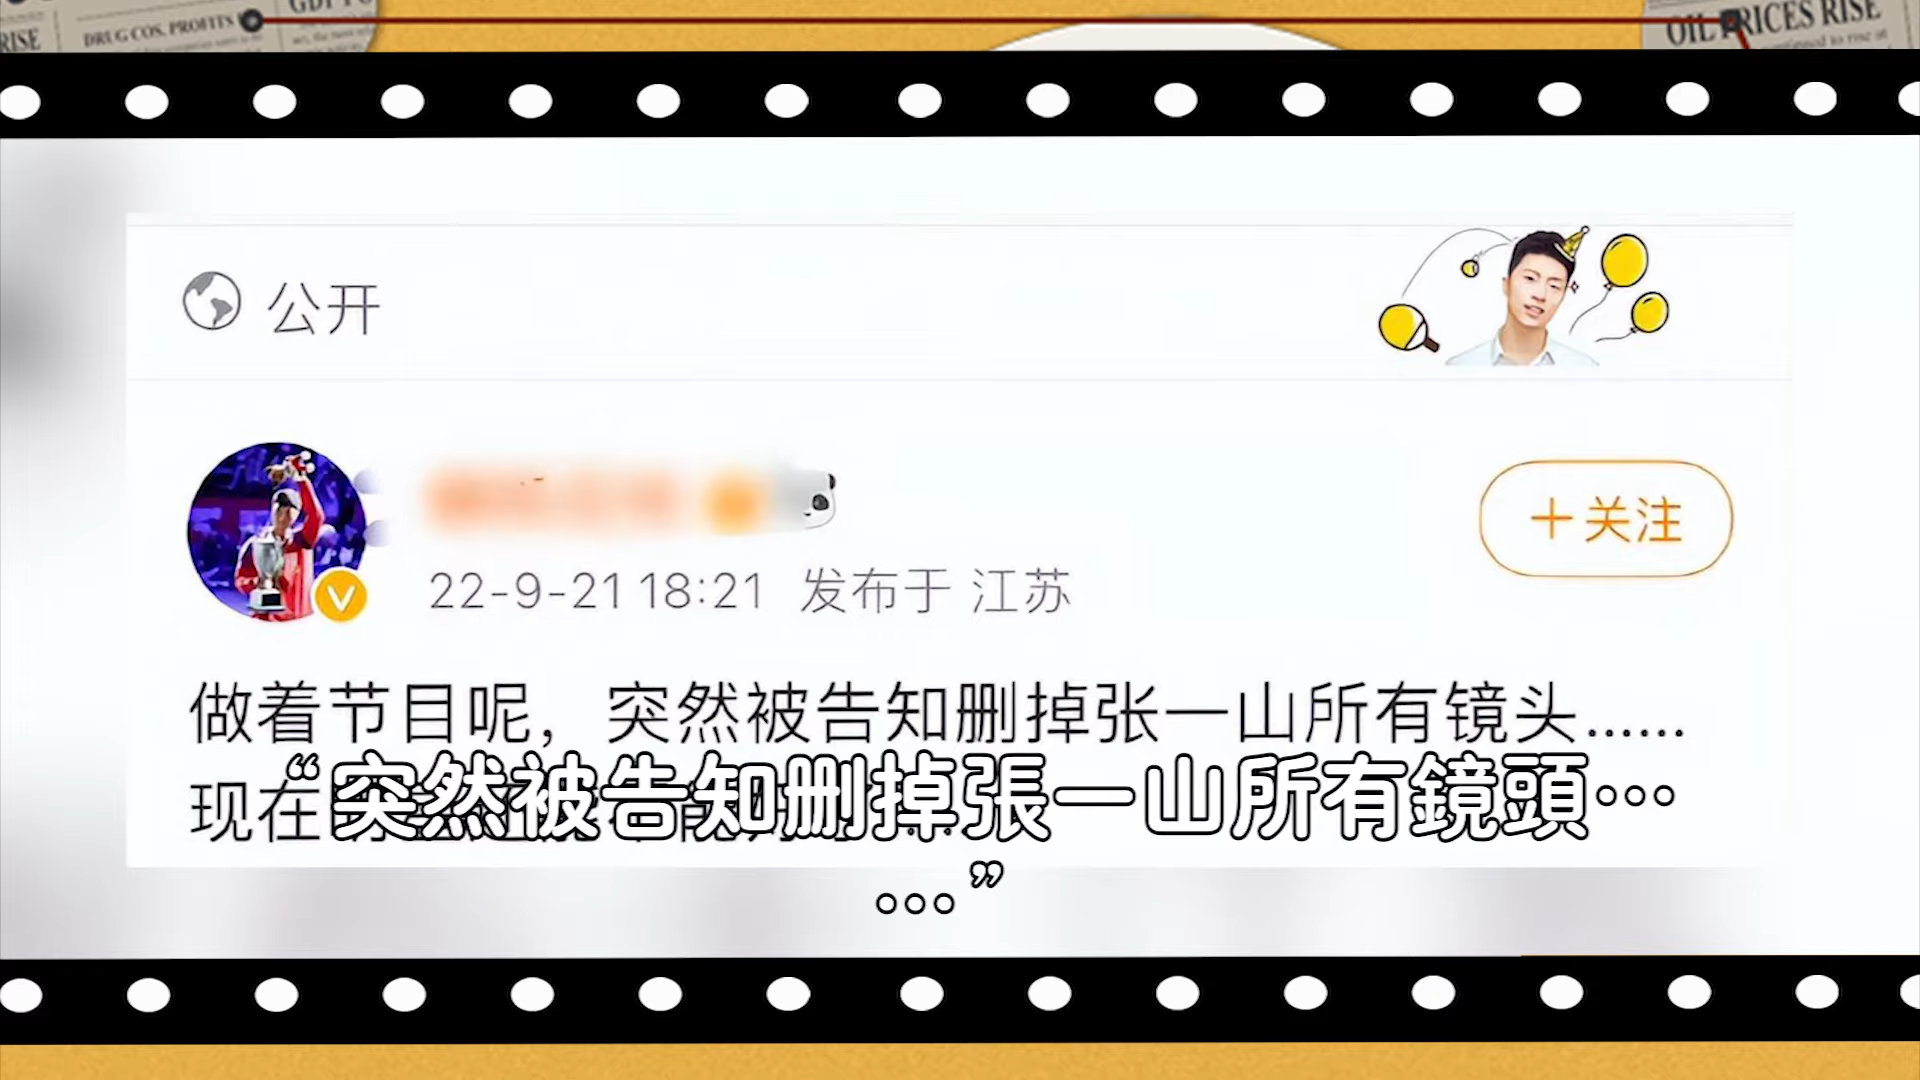 RISE
DRUG COS. PROFITS
OIL PRICES RISE
公开
22-9-21 18:21 发布于 江苏
+关注
做着节目呢，突然被告知删掉张一山所有镜头......
现在
“突然被告知删掉張一山所有鏡頭…
…”